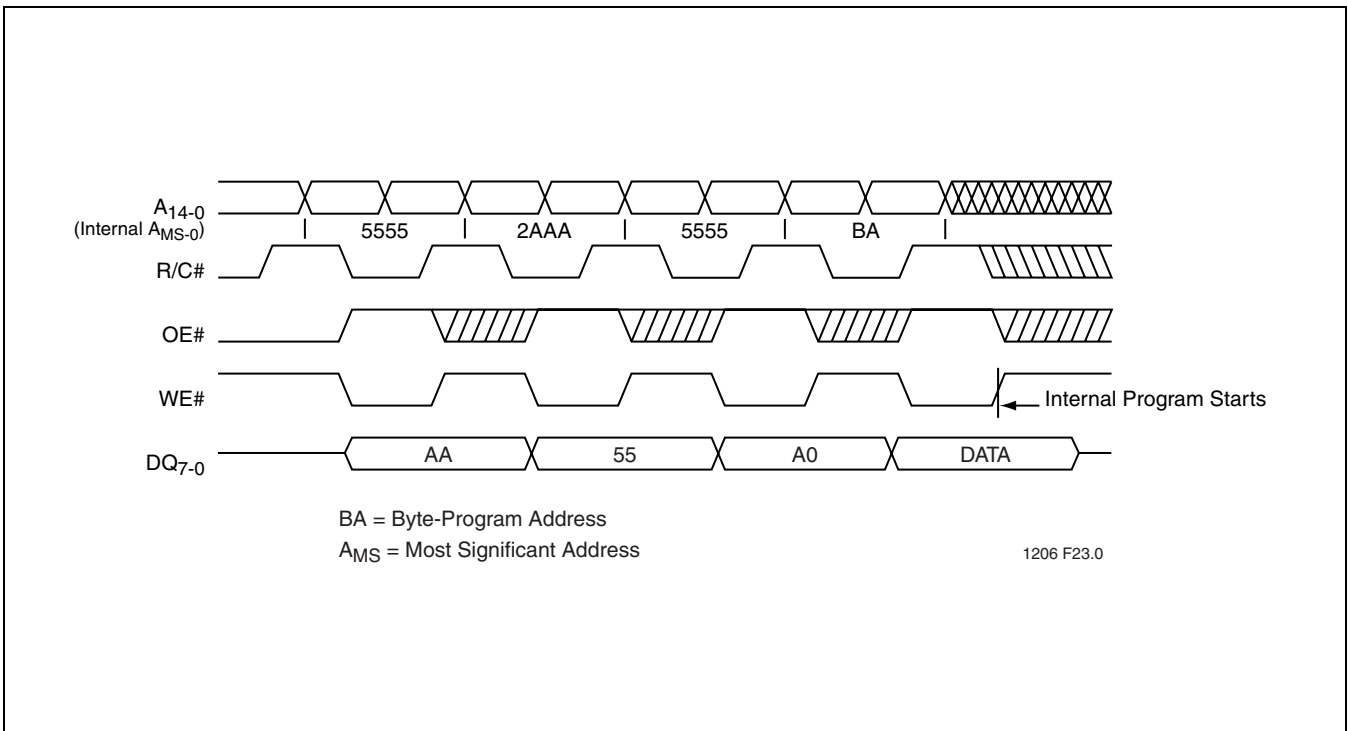 A14-0
(Internal AMS-0)
5555 2AAA 5555 BA
R/C#
OE#
WE#
Internal Program Starts
DQ7-0
AA 55 A0 DATA
BA = Byte-Program Address
AMS = Most Significant Address
1206 F23.0